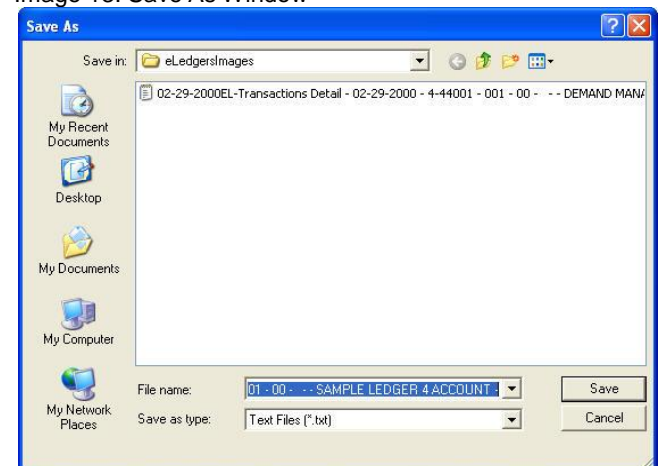 Image 18. Save As Window.
Save As
Save in: eLedgersImages
02-29-2000EL-Transactions Detail - 02-29-2000 - 4-44001 - 001 - 00 - - - DEMAND MANA
My Recent
Documents
Desktop
My Documents
My Computer
My Network
Places
File name: 01 - 00 - - - SAMPLE LEDGER 4 ACCOUNT -
Save
Save as type: Text Files (*.txt)
Cancel